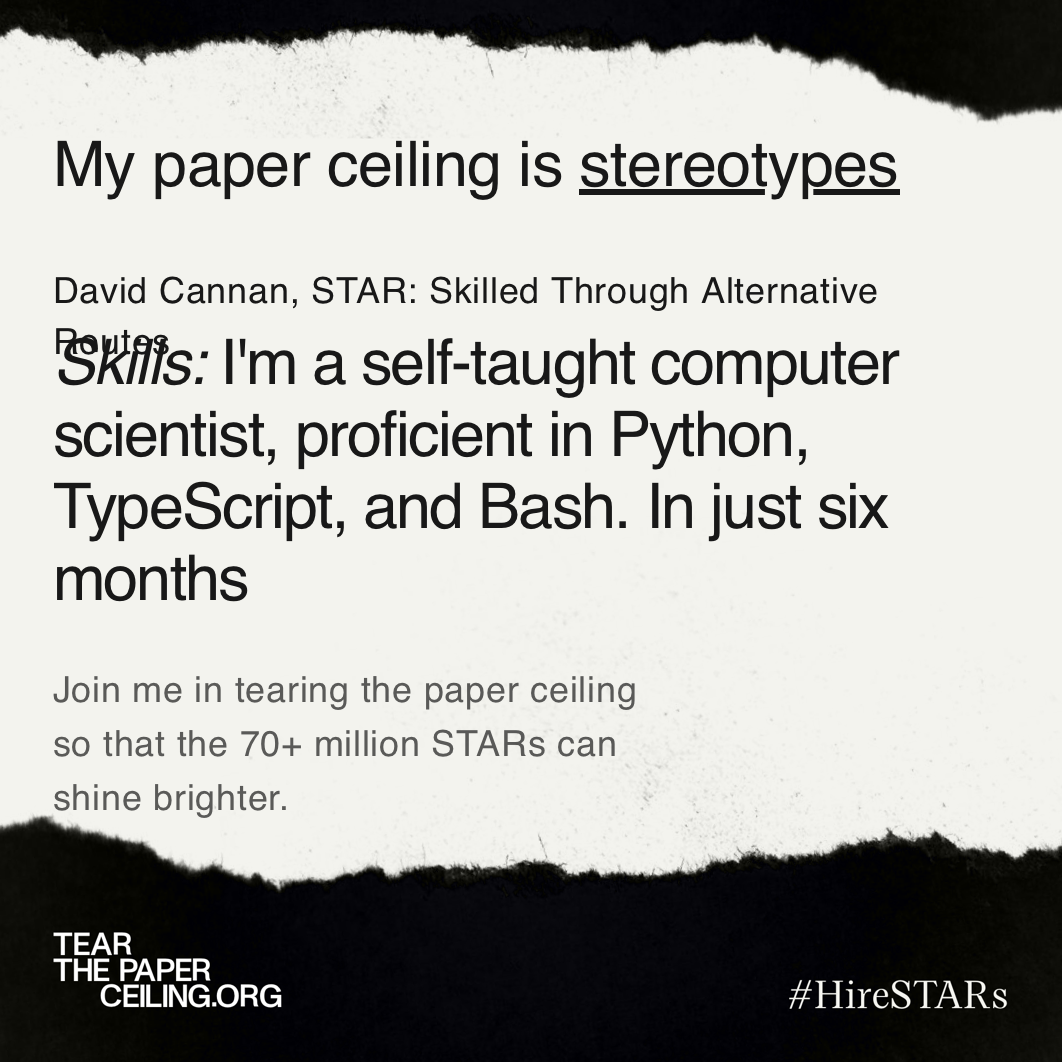 My paper ceiling is stereotypes
David Cannan, STAR: Skilled Through Alternative
Routes
Skills: I'm a self-taught computer
scientist, proficient in Python,
TypeScript, and Bash. In just six
months
Join me in tearing the paper ceiling
so that the 70+ million STARs can
shine brighter.
TEAR
THE PAPER
CEILING.ORG
#HireSTARs